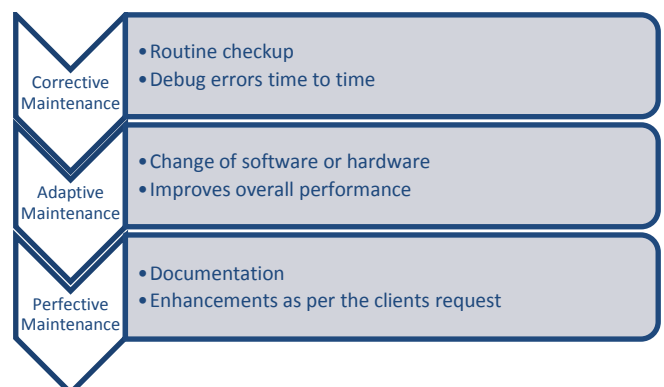 Corrective
Maintenance
•Routine checkup
•Debug errors time to time
Adaptive
Maintenance
•Change of software or hardware
•Improves overall performance
Perfective
Maintenance
•Documentation
•Enhancements as per the clients request